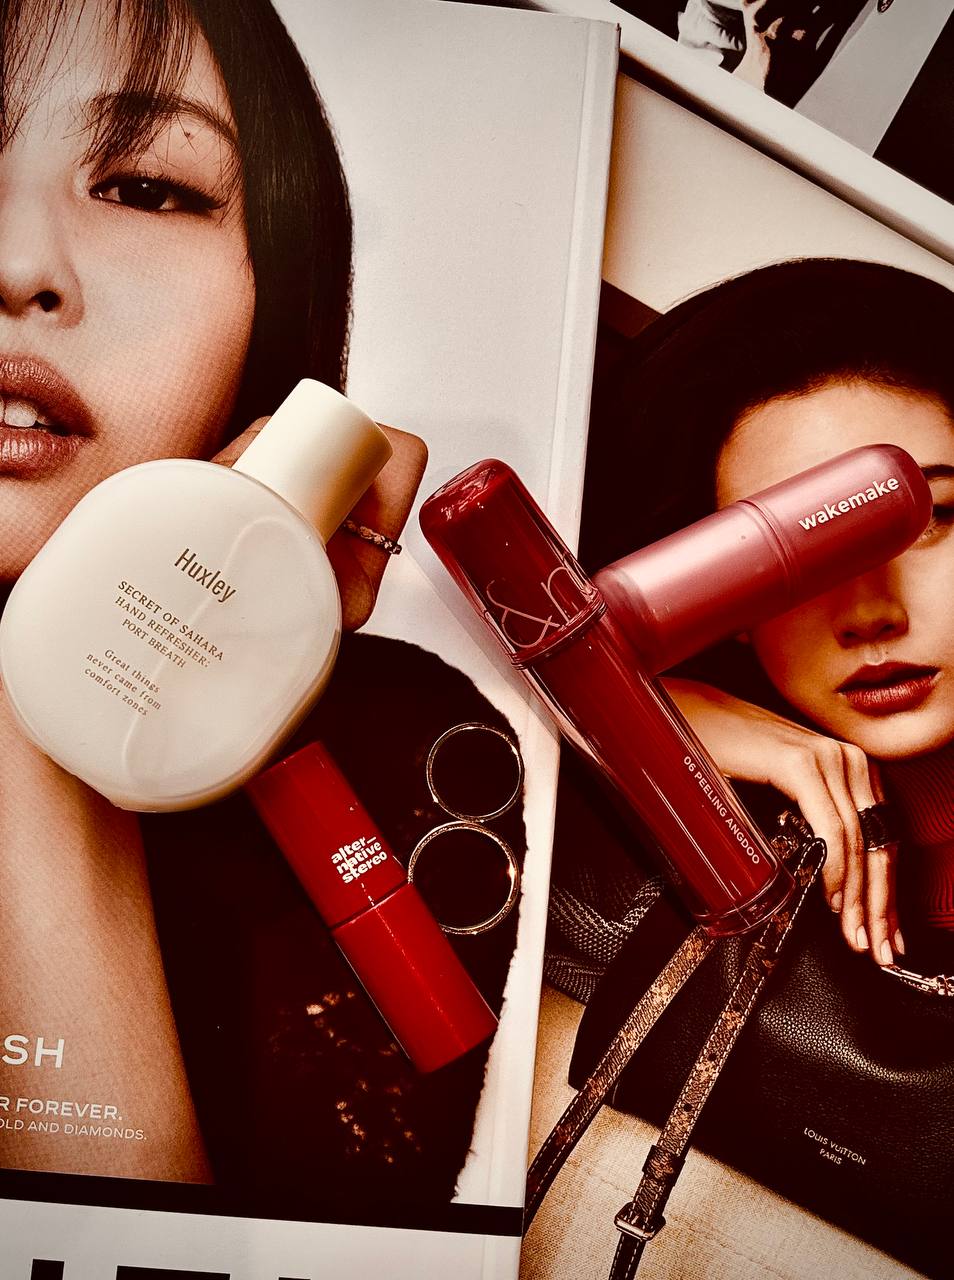 Huxley
SECRET OF SAHARA
HAND REFRESHER;
PORT BREATH
Great things
never came from
comfort zones
alter—
native
stereo
&n
06 PEELING ANGDOO
wakemake
SH
R FOREVER.
OLD AND DIAMONDS.
LOUIS VUITTON
PARIS